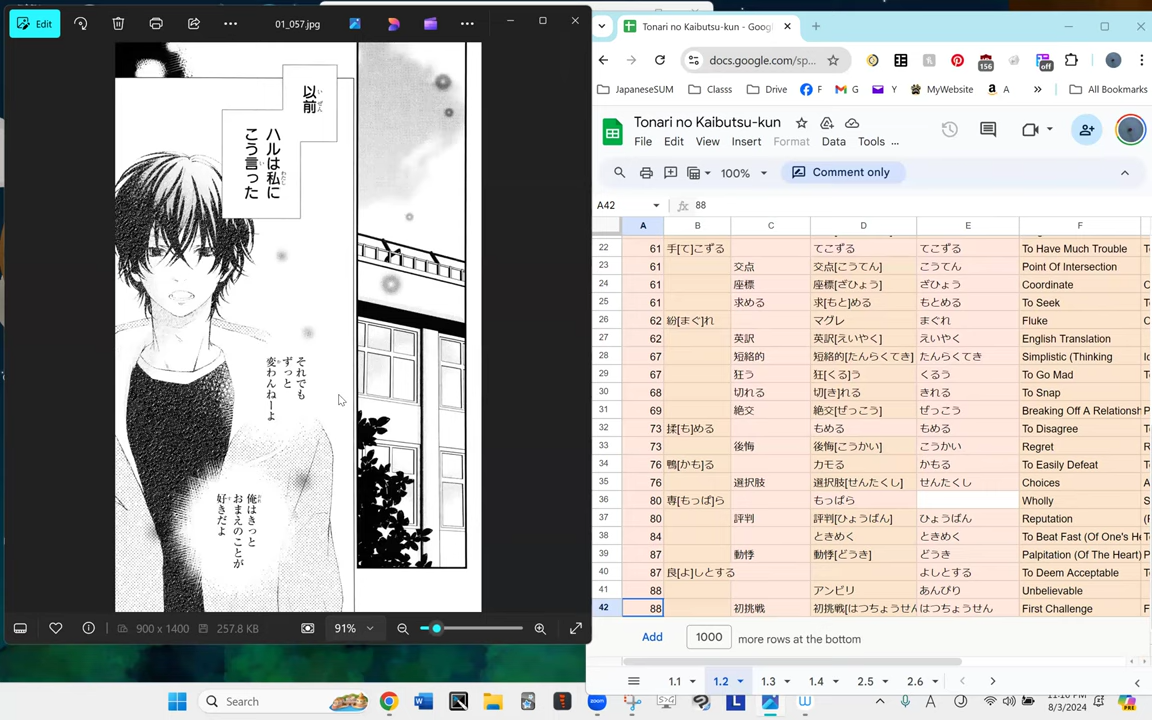 Edit
01_057.jpg
以前
いぜん
ハルは私に
わたし
こう言った
い
それでも
ずっと
変わんねーよ
か
俺はきっと
おれ
おまえのことが
好きだよ
す
900 x 1400
257.8 KB
91%
Tonari no Kaibutsu-kun - Goog
docs.google.com/sp...
156
off
JapaneseSUM
Classs
Drive
F
G
Y
MyWebsite
A
»
All Bookmarks
Tonari no Kaibutsu-kun
File Edit View Insert Format Data Tools ...
100%
Comment only
A42
fx 88
A B C D E F
22 61 手[て]こずる てこずる てこずる To Have Much Trouble
23 61 交点 交点[こうてん] こうてん Point Of Intersection
24 61 座標 座標[ざひょう] ざひょう Coordinate
25 61 求める 求[もと]める もとめる To Seek
26 62 紛[まぐ]れ マグレ まぐれ Fluke
27 62 英訳 英訳[えいやく] えいやく English Translation
28 67 短絡的 短絡的[たんらくてき] たんらくてき Simplistic (Thinking
29 67 狂う 狂[くる]う くるう To Go Mad
30 68 切れる 切[き]れる きれる To Snap
31 69 絶交 絶交[ぜっこう] ぜっこう Breaking Off A Relationsh
32 73 揉[も]める もめる もめる To Disagree
33 73 後悔 後悔[こうかい] こうかい Regret
34 76 鴨[かも]る カモる かもる To Easily Defeat
35 76 選択肢 選択肢[せんたくし] せんたくし Choices
36 80 専[もっぱ]ら もっぱら Wholly
37 80 評判 評判[ひょうばん] ひょうばん Reputation
38 84 ときめく ときめく To Beat Fast (Of One's He
39 87 動悸 動悸[どうき] どうき Palpitation (Of The Heart)
40 87 良[よ]しとする よしとする To Deem Acceptable
41 88 アンビリ あんびり Unbelievable
42 88 初挑戦 初挑戦[はつちょうせん はつちょうせん First Challenge
Add 1000 more rows at the bottom
1.1 1.2 1.3 1.4 2.5 2.6
Search
zoom
L
W
A
11:10 PM
8/3/2024
PRE